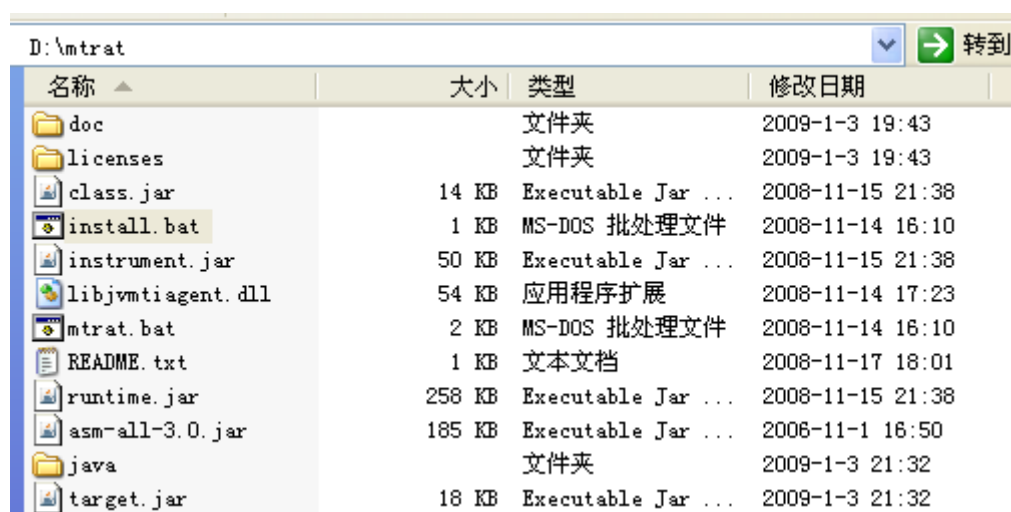 D:\mtrat 转到
名称 大小 类型 修改日期
doc 文件夹 2009-1-3 19:43
licenses 文件夹 2009-1-3 19:43
class.jar 14 KB Executable Jar ... 2008-11-15 21:38
install.bat 1 KB MS-DOS 批处理文件 2008-11-14 16:10
instrument.jar 50 KB Executable Jar ... 2008-11-15 21:38
libjvmtiagent.dll 54 KB 应用程序扩展 2008-11-14 17:23
mtrat.bat 2 KB MS-DOS 批处理文件 2008-11-14 16:10
README.txt 1 KB 文本文档 2008-11-17 18:01
runtime.jar 258 KB Executable Jar ... 2008-11-15 21:38
asm-all-3.0.jar 185 KB Executable Jar ... 2006-11-1 16:50
java 文件夹 2009-1-3 21:32
target.jar 18 KB Executable Jar ... 2009-1-3 21:32